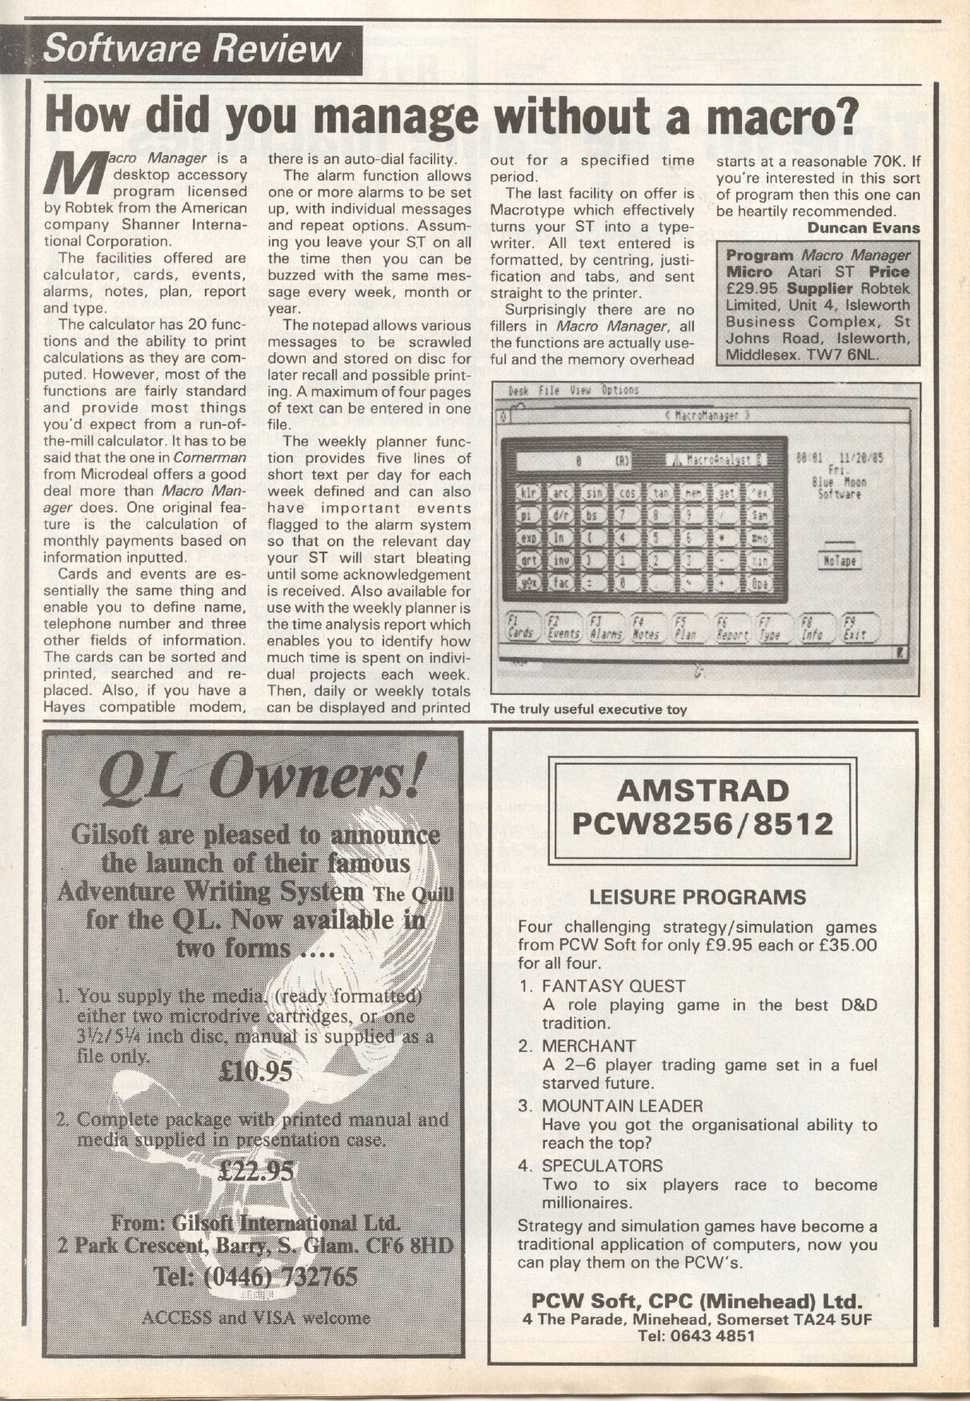 Software Review
How did you manage without a macro?
Macro Manager is a
desktop accessory
program licensed
by Robtek from the American
company Shanner Interna-
tional Corporation.
The facilities offered are
calculator, cards, events,
alarms, notes, plan, report
and type.
The calculator has 20 func-
tions and the ability to print
calculations as they are com-
puted. However, most of the
functions are fairly standard
and provide most things
you'd expect from a run-of-
the-mill calculator. It has to be
said that the one in Cornerman
from Microdeal offers a good
deal more than Macro Man-
ager does. One original fea-
ture is the calculation of
monthly payments based on
information inputted.
Cards and events are es-
sentially the same thing and
enable you to define name,
telephone number and three
other fields of information.
The cards can be sorted and
printed, searched and re-
placed. Also, if you have a
Hayes compatible modem,
there is an auto-dial facility.
The alarm function allows
one or more alarms to be set
up, with individual messages
and repeat options. Assum-
ing you leave your ST on all
the time then you can be
buzzed with the same mes-
sage every week, month or
year.
The notepad allows various
messages to be scrawled
down and stored on disc for
later recall and possible print-
ing. A maximum of four pages
of text can be entered in one
file.
The weekly planner func-
tion provides five lines of
short text per day for each
week defined and can also
have important events
flagged to the alarm system
so that on the relevant day
your ST will start bleating
until some acknowledgement
is received. Also available for
use with the weekly planner is
the time analysis report which
enables you to identify how
much time is spent on indivi-
dual projects each week.
Then, daily or weekly totals
can be displayed and printed
out for a specified time
period.
The last facility on offer is
Macrotype which effectively
turns your ST into a type-
writer. All text entered is
formatted, by centring, justi-
fication and tabs, and sent
straight to the printer.
Surprisingly there are no
fillers in Macro Manager, all
the functions are actually use-
ful and the memory overhead
starts at a reasonable 70K. If
you're interested in this sort
of program then this one can
be heartily recommended.
Duncan Evans
Program Macro Manager
Micro Atari ST Price
£29.95 Supplier Robtek
Limited, Unit 4, Isleworth
Business Complex, St
Johns Road, Isleworth,
Middlesex. TW7 6NL.
Desk File View Options
MacroManager
0 (R) MacroAnalyst
00:01 11/20/85
Fri.
Blue Moon
Software
klr arc sin cos tan mem get
pi d/r bs 7 8 9 /
exp ln ( 4 5 6 *
qrt inv ) 1 2 3 -
fac = 0 . +
NoTape
F1 F2 F3 F4 F5 F6 F7 F8 F9
Cards Events Alarms Notes Plan Report Type Info Exit
The truly useful executive toy
QL Owners!
Gilsoft are pleased to announce
the launch of their famous
Adventure Writing System The Quill
for the QL. Now available in
two forms ....
1. You supply the media, (ready formatted)
either two microdrive cartridges, or one
3½/5¼ inch disc, manual is supplied as a
file only.
£10.95
2. Complete package with printed manual and
media supplied in presentation case.
£22.95
From: Gilsoft International Ltd.
2 Park Crescent, Barry, S. Glam. CF6 8HD
Tel: (0446) 732765
ACCESS and VISA welcome
AMSTRAD
PCW8256/8512
LEISURE PROGRAMS
Four challenging strategy/simulation games
from PCW Soft for only £9.95 each or £35.00
for all four.
1. FANTASY QUEST
A role playing game in the best D&D
tradition.
2. MERCHANT
A 2–6 player trading game set in a fuel
starved future.
3. MOUNTAIN LEADER
Have you got the organisational ability to
reach the top?
4. SPECULATORS
Two to six players race to become
millionaires.
Strategy and simulation games have become a
traditional application of computers, now you
can play them on the PCW's.
PCW Soft, CPC (Minehead) Ltd.
4 The Parade, Minehead, Somerset TA24 5UF
Tel: 0643 4851